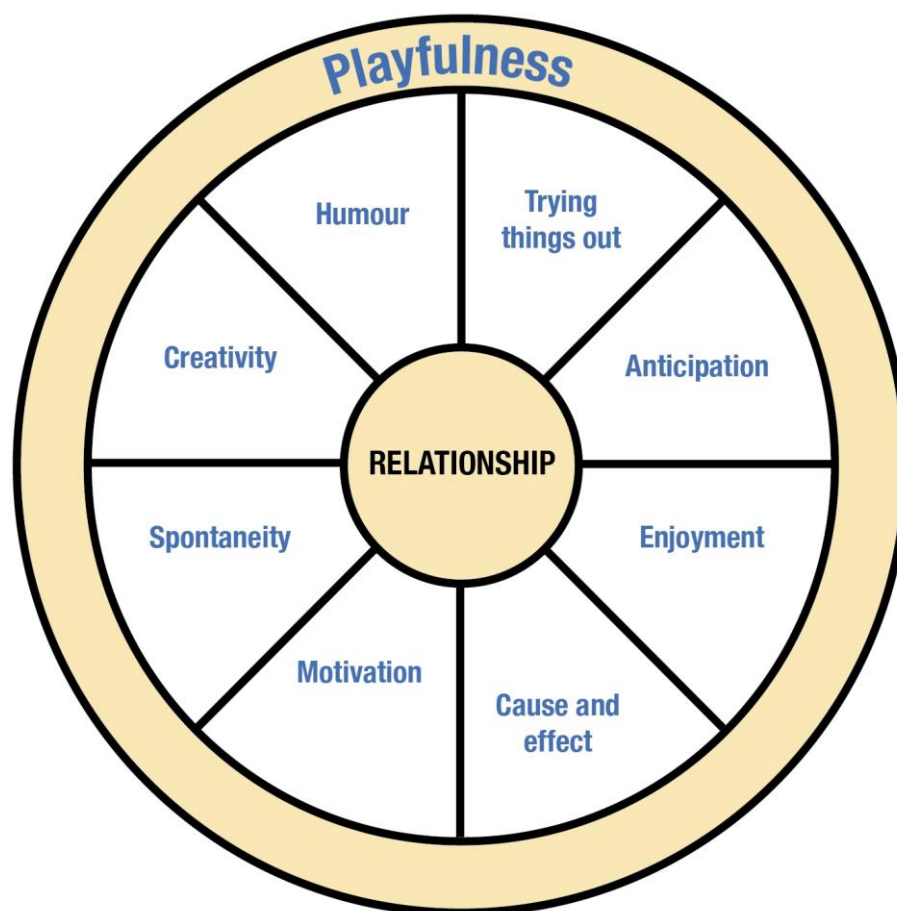 Playfulness
Humour
Trying
things out
Creativity
Anticipation
RELATIONSHIP
Spontaneity
Enjoyment
Motivation
Cause and
effect